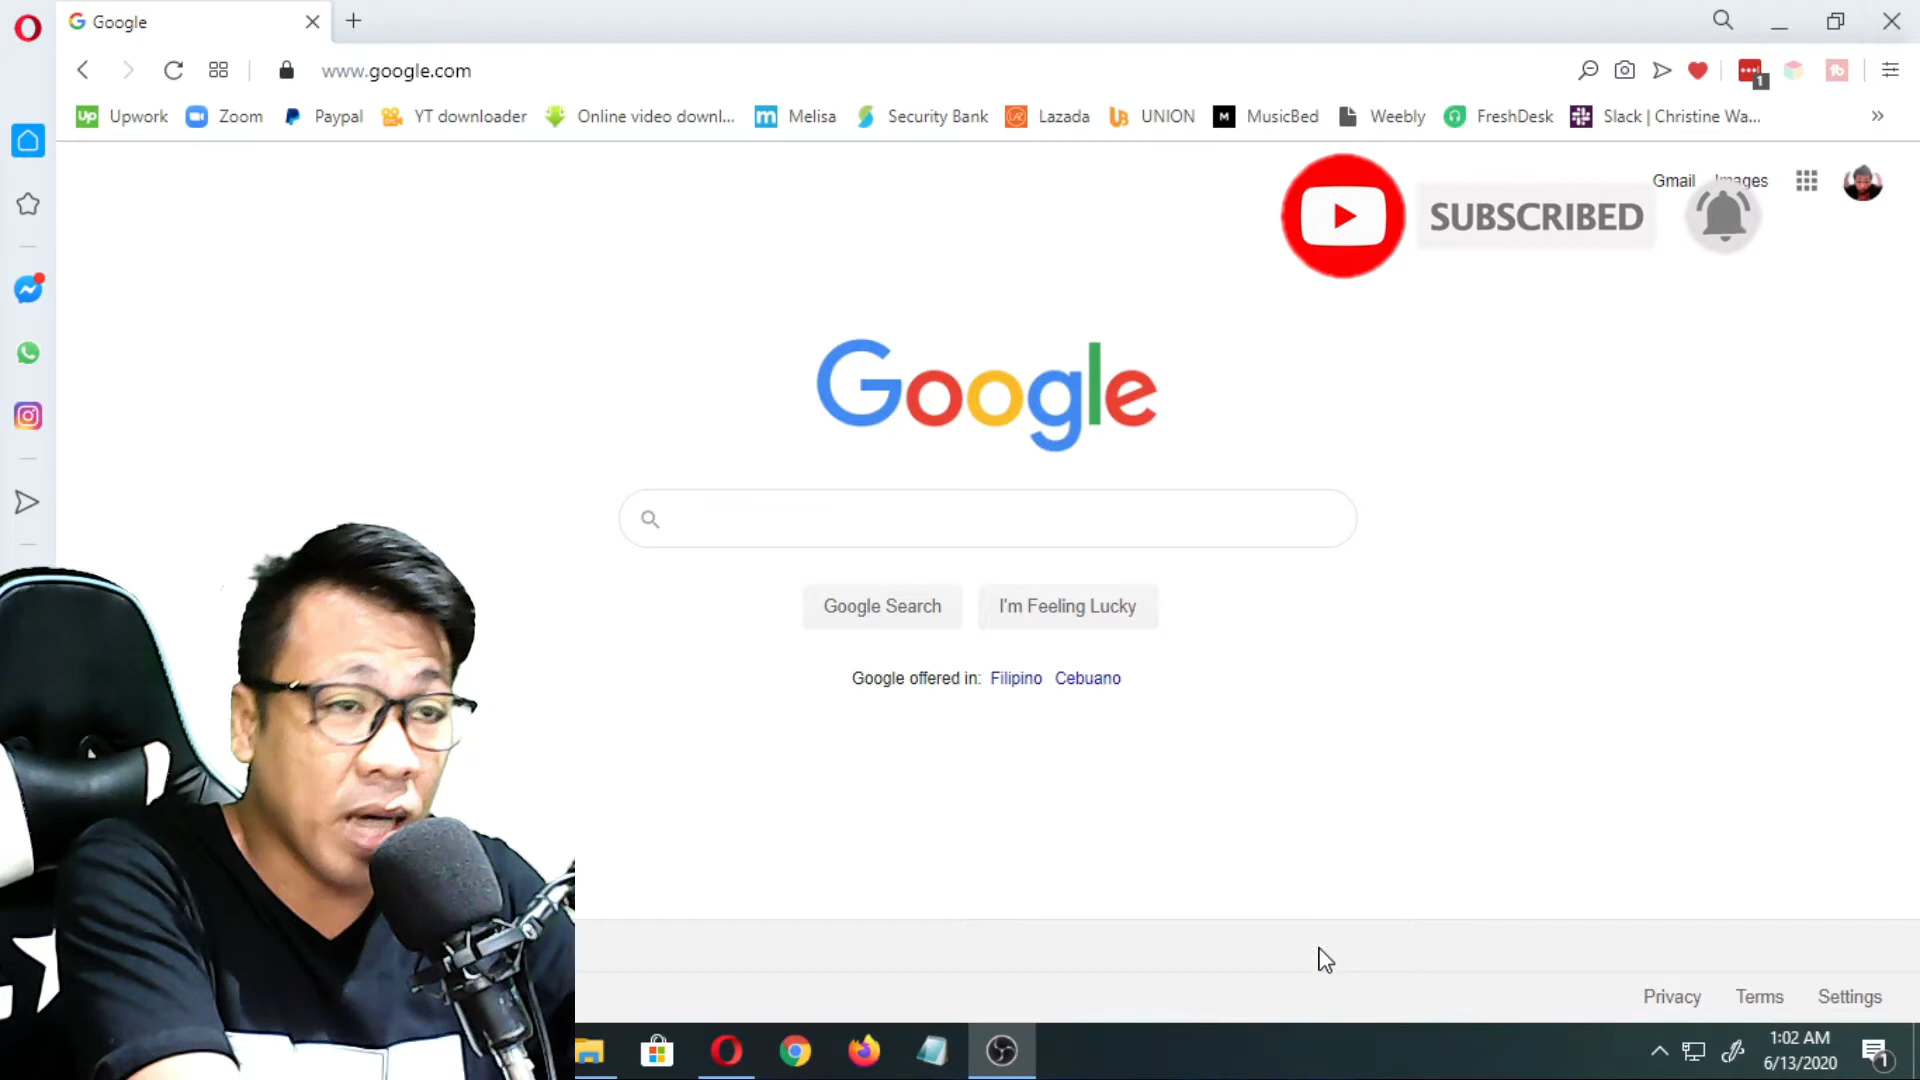 Google
www.google.com
Upwork Zoom Paypal YT downloader Online video downl... Melisa Security Bank Lazada UNION MusicBed Weebly FreshDesk Slack | Christine Wa... »
Gmail Images
SUBSCRIBED
Google
Google Search I'm Feeling Lucky
Google offered in: Filipino Cebuano
Privacy Terms Settings
1:02 AM
6/13/2020
1